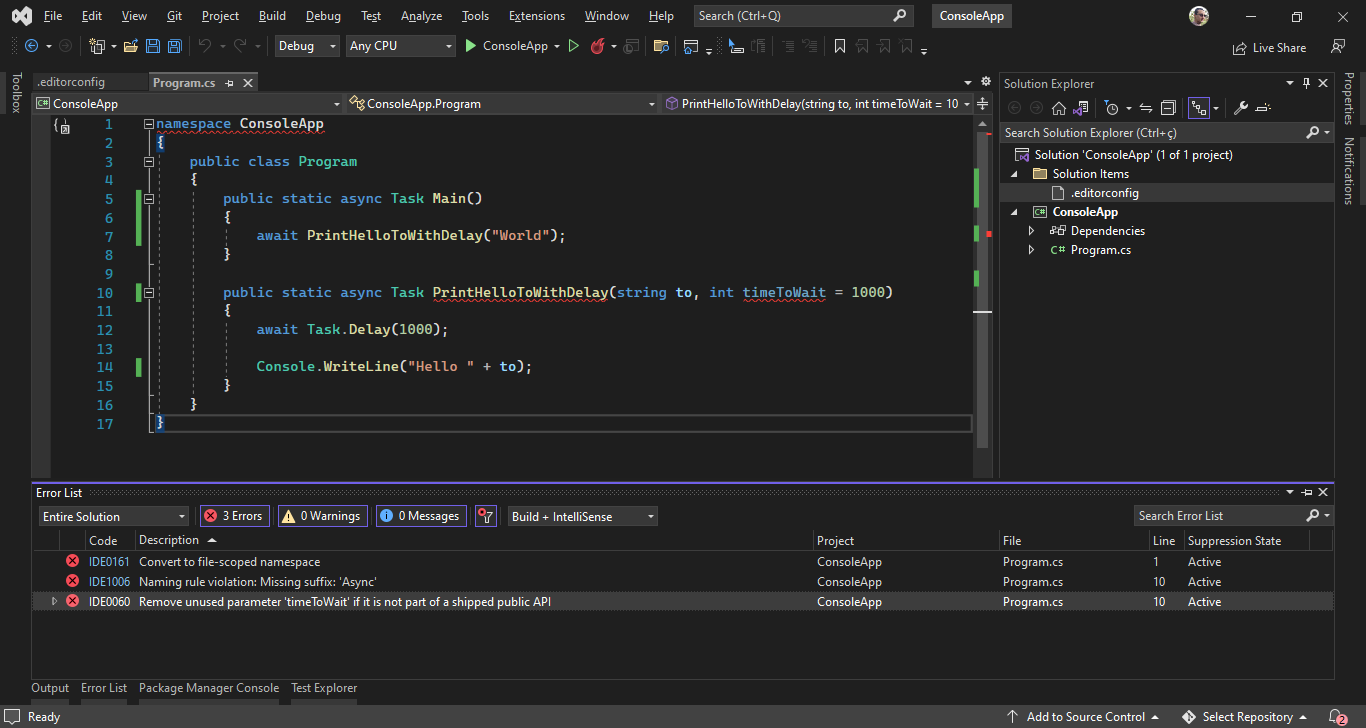 File Edit View Git Project Build Debug Test Analyze Tools Extensions Window Help Search (Ctrl+Q) ConsoleApp
Debug Any CPU ConsoleApp Live Share
Toolbox
.editorconfig Program.cs
ConsoleApp ConsoleApp.Program PrintHelloToWithDelay(string to, int timeToWait = 10
1 namespace ConsoleApp
2 {
3 public class Program
4 {
5 public static async Task Main()
6 {
7 await PrintHelloToWithDelay("World");
8 }
9
10 public static async Task PrintHelloToWithDelay(string to, int timeToWait = 1000)
11 {
12 await Task.Delay(1000);
13
14 Console.WriteLine("Hello " + to);
15 }
16 }
17 }
Solution Explorer
Search Solution Explorer (Ctrl+ç)
Solution 'ConsoleApp' (1 of 1 project)
Solution Items
.editorconfig
C# ConsoleApp
Dependencies
C# Program.cs
Properties
Notifications
Error List
Entire Solution 3 Errors 0 Warnings 0 Messages Build + IntelliSense Search Error List
Code Description Project File Line Suppression State
IDE0161 Convert to file-scoped namespace ConsoleApp Program.cs 1 Active
IDE1006 Naming rule violation: Missing suffix: 'Async' ConsoleApp Program.cs 10 Active
IDE0060 Remove unused parameter 'timeToWait' if it is not part of a shipped public API ConsoleApp Program.cs 10 Active
Output Error List Package Manager Console Test Explorer
Ready Add to Source Control Select Repository 2